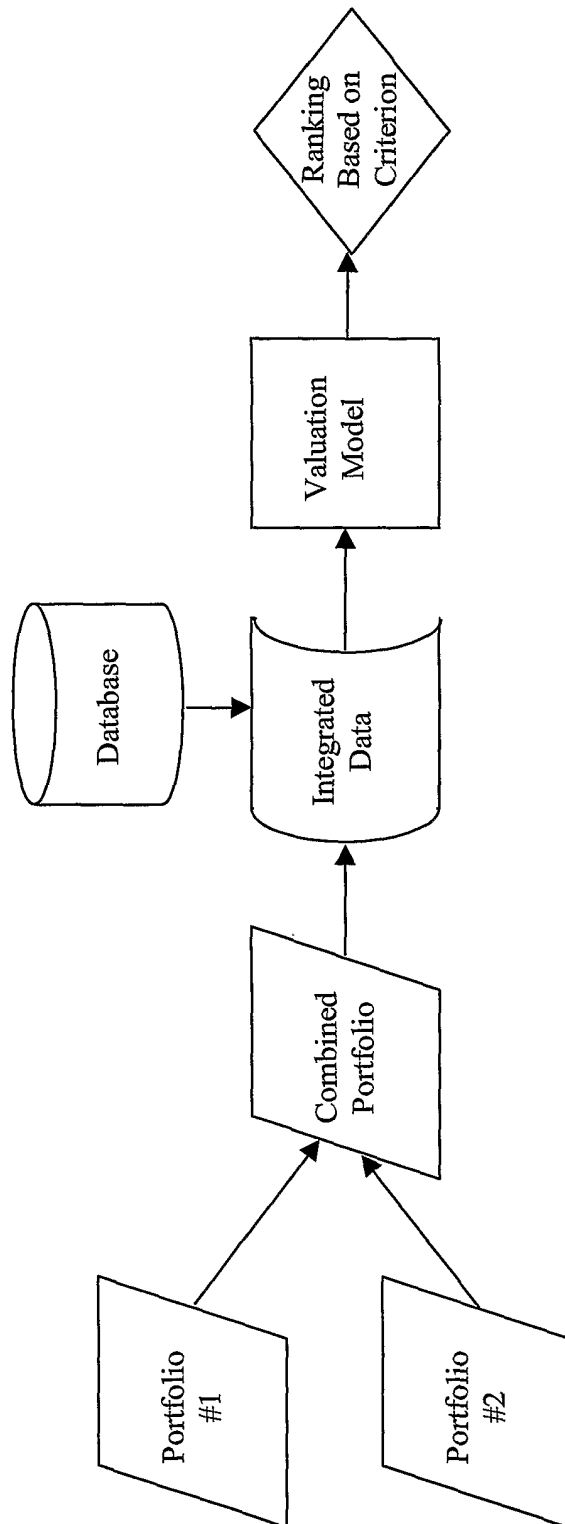 Portfolio
#1
Portfolio
#2
Combined
Portfolio
Database
Integrated
Data
Valuation
Model
Ranking
Based on
Criterion